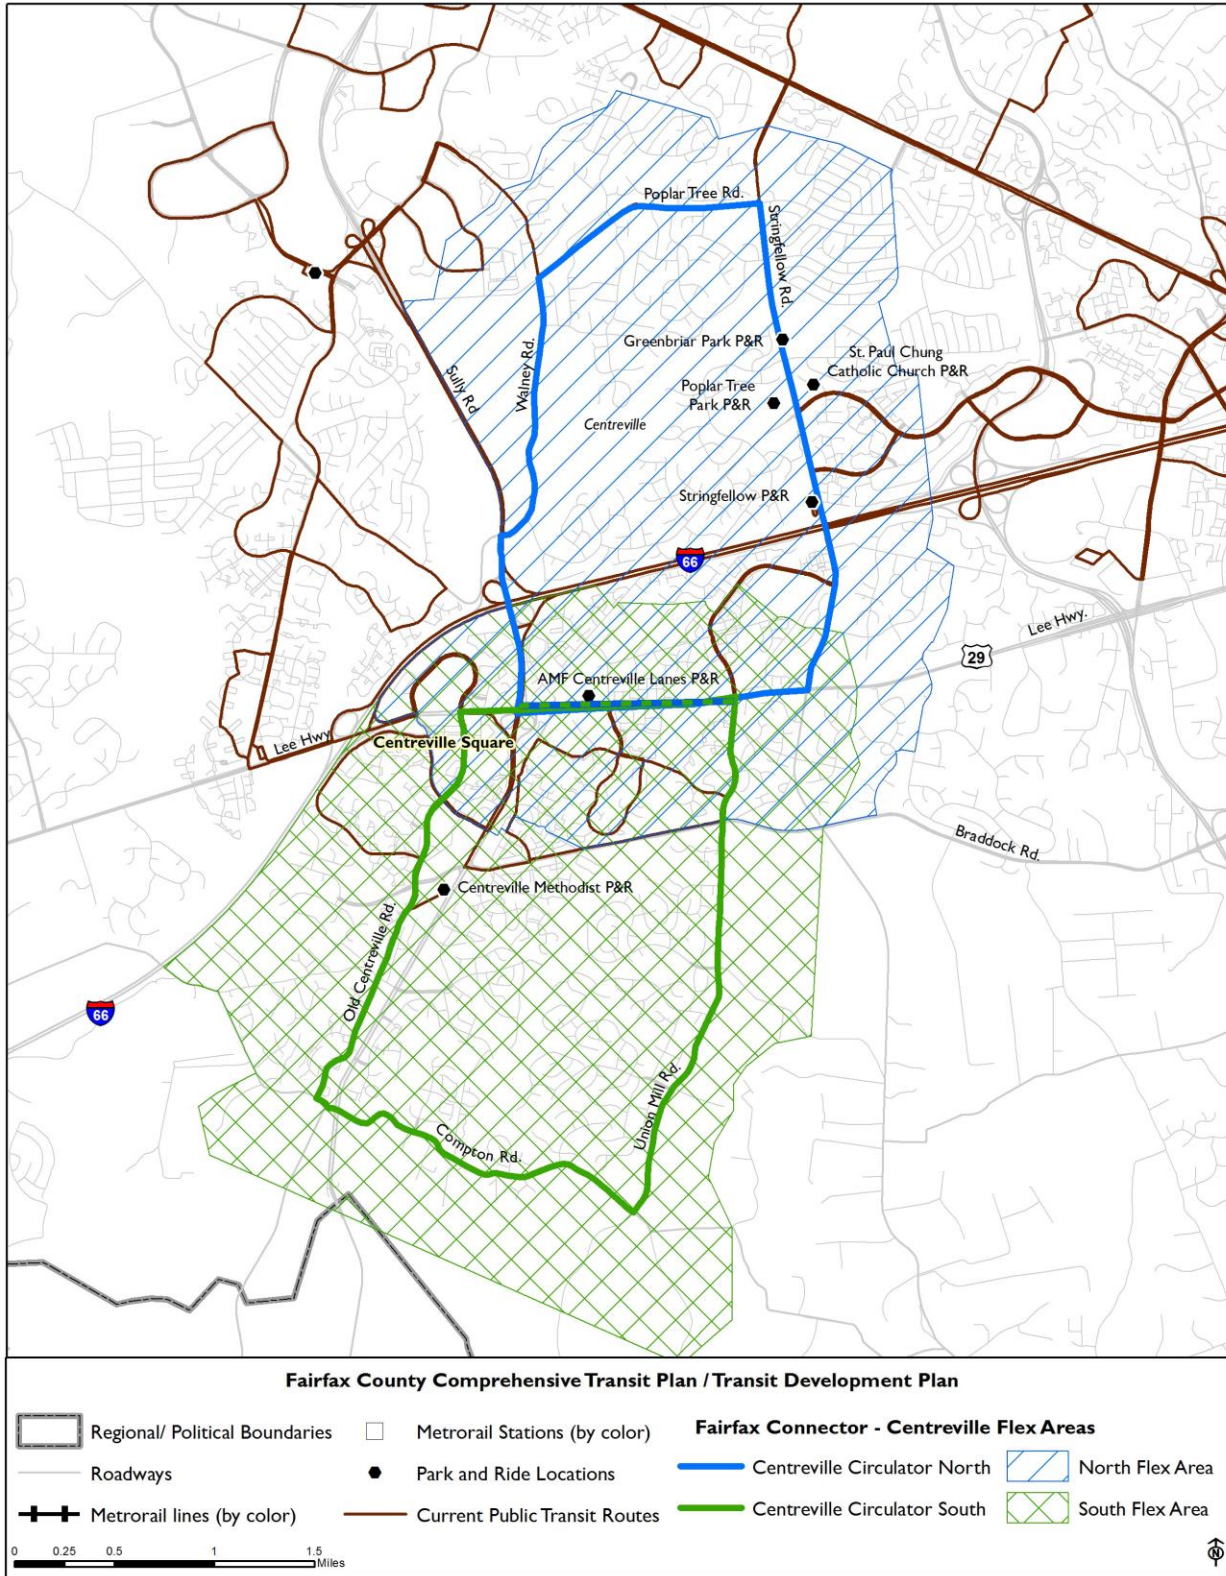 Poplar Tree Rd.
Stringfellow Rd.
Greenbriar Park P&R
St. Paul Chung
Catholic Church P&R
Sully Rd
Walney Rd.
Poplar Tree
Park P&R
Centreville
Stringfellow P&R
66
Lee Hwy.
29
AMF Centreville Lanes P&R
Lee Hwy
Centreville Square
Braddock Rd.
Centreville Methodist P&R
Old Centreville Rd.
66
Union Mill Rd.
Compton Rd.
Fairfax County Comprehensive Transit Plan / Transit Development Plan
Regional/ Political Boundaries
Roadways
Metrorail lines (by color)
Metrorail Stations (by color)
Park and Ride Locations
Current Public Transit Routes
Fairfax Connector - Centreville Flex Areas
Centreville Circulator North
North Flex Area
Centreville Circulator South
South Flex Area
0 0.25 0.5 1 1.5
Miles
N